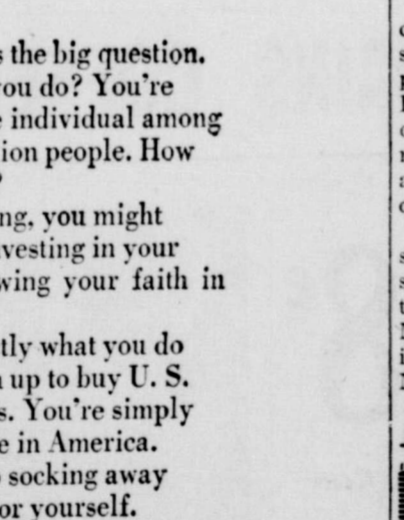 the big question.
you do? You're
individual among
ion people. How
?
ng, you might
vesting in your
wing your faith in
tly what you do
up to buy U. S.
s. You're simply
e in America.
socking away
or yourself.